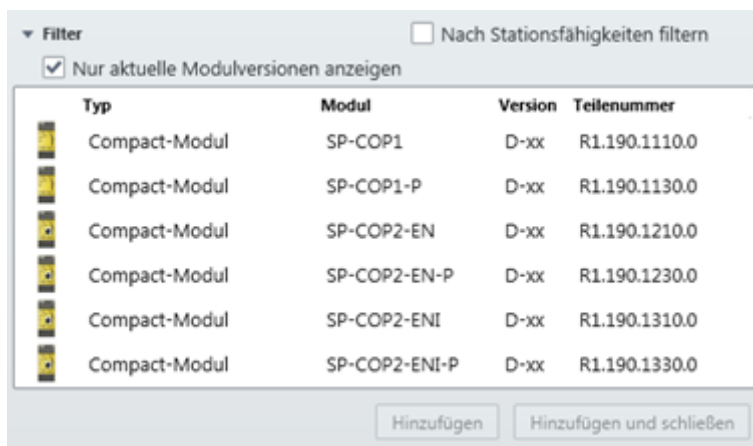 Filter
Nach Stationsfähigkeiten filtern
Nur aktuelle Modulversionen anzeigen
Typ Modul Version Teilenummer
Compact-Modul SP-COP1 D-xx R1.190.1110.0
Compact-Modul SP-COP1-P D-xx R1.190.1130.0
Compact-Modul SP-COP2-EN D-xx R1.190.1210.0
Compact-Modul SP-COP2-EN-P D-xx R1.190.1230.0
Compact-Modul SP-COP2-ENI D-xx R1.190.1310.0
Compact-Modul SP-COP2-ENI-P D-xx R1.190.1330.0
Hinzufügen Hinzufügen und schließen